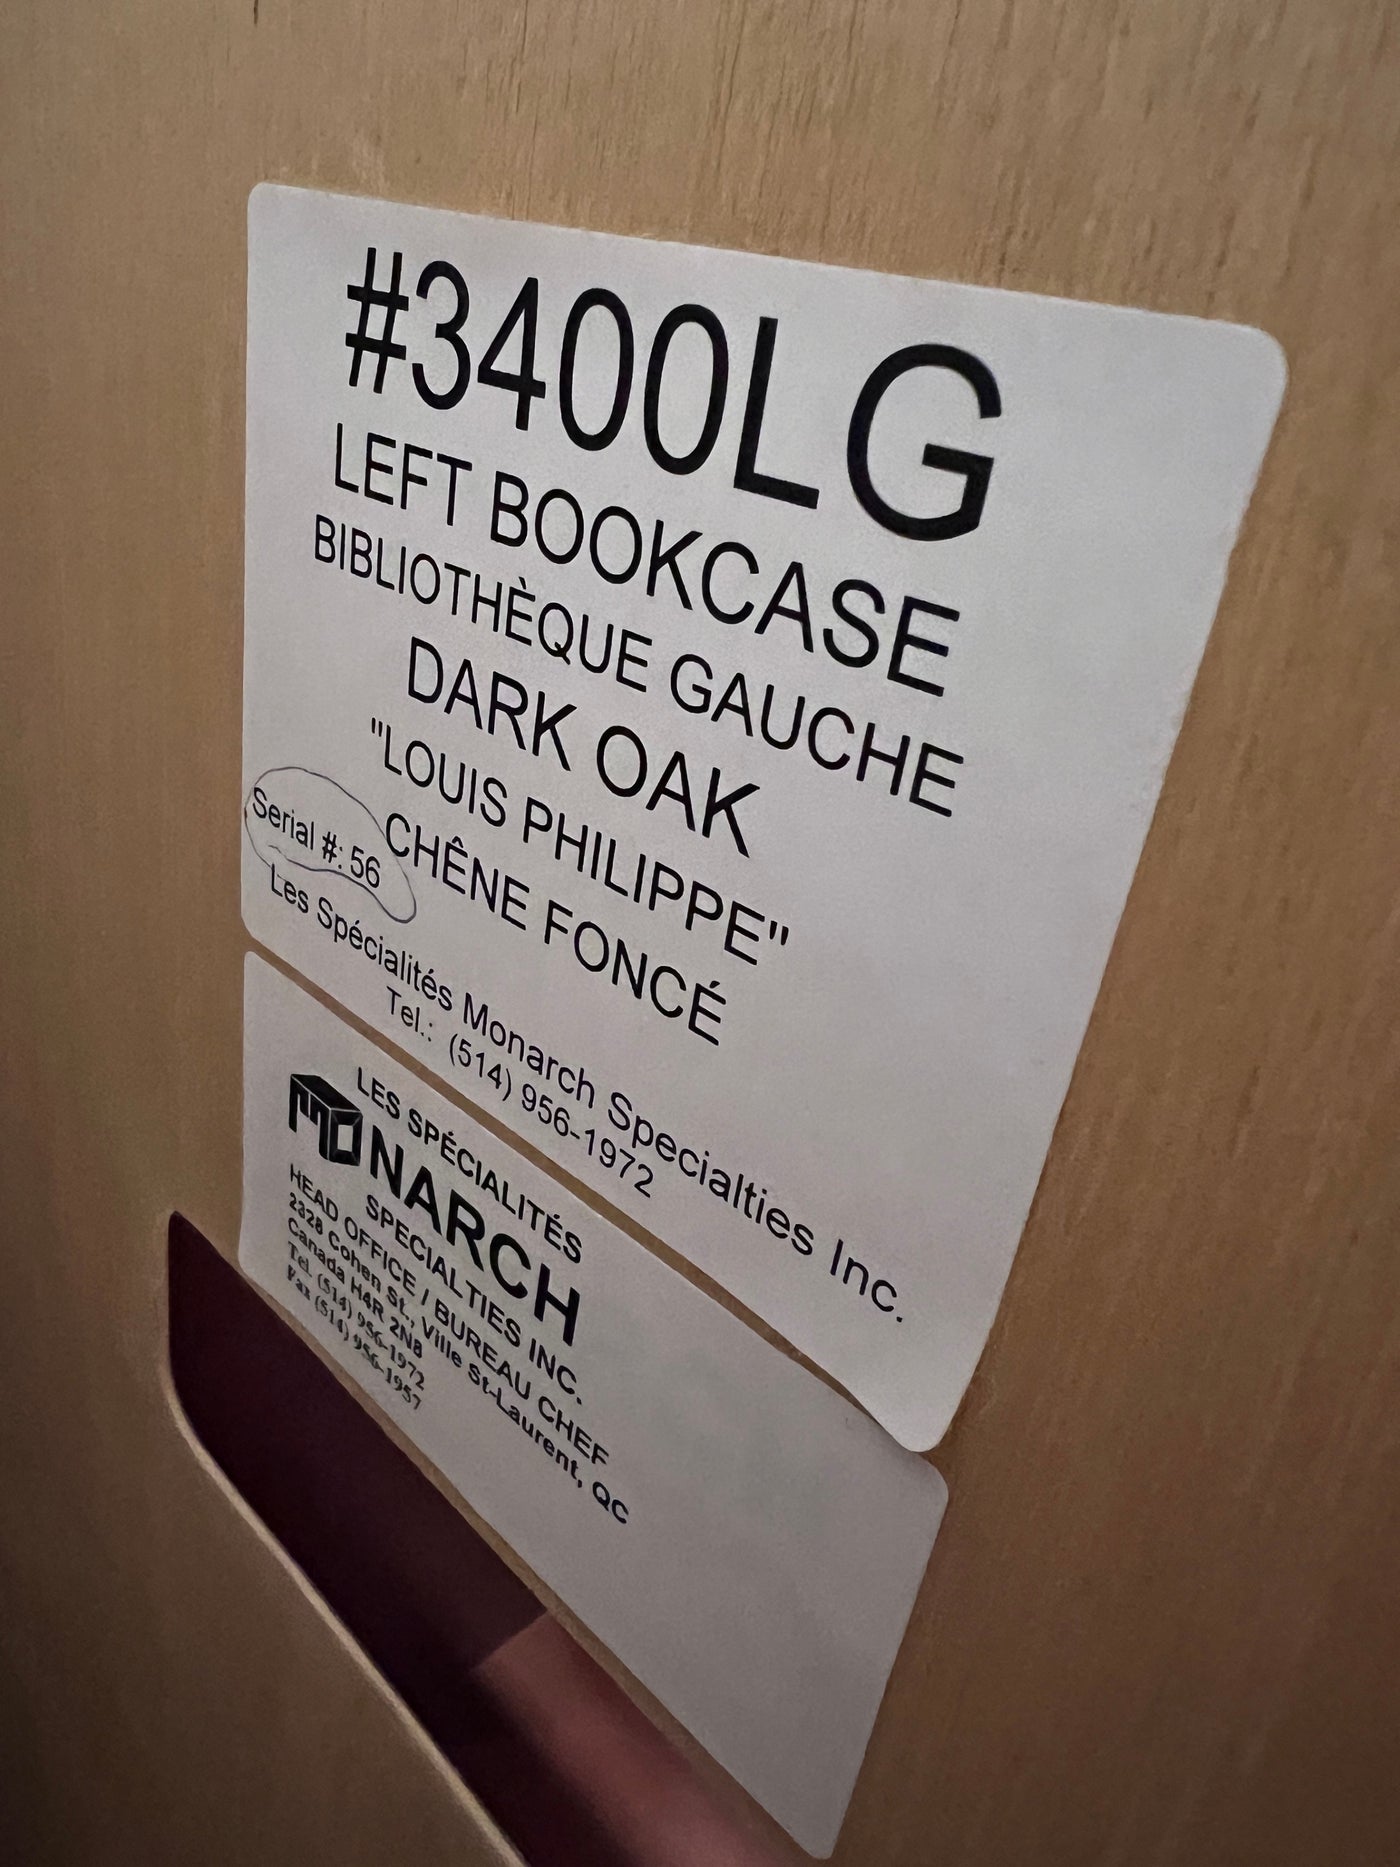 #3400LG
LEFT BOOKCASE
BIBLIOTHÈQUE GAUCHE
DARK OAK
"LOUIS PHILIPPE"
CHÊNE FONCÉ
Serial #: 56
Les Spécialités Monarch Specialties Inc.
Tel.: (514) 956-1972
LES SPÉCIALITÉS
MONARCH
SPECIALTIES INC.
HEAD OFFICE / BUREAU CHEF
2328 Cohen St., Ville St-Laurent, QC
Canada H4R 2N8
Tel. (514) 956-1972
Fax (514) 956-1957